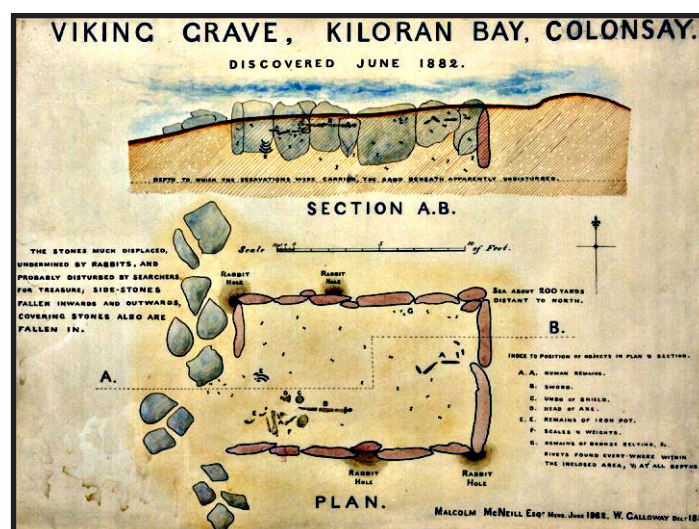 VIKING GRAVE, KILORAN BAY, COLONSAY.
DISCOVERED JUNE 1882.
DEPTH TO WHICH THE EXCAVATIONS WERE CARRIED, THE SAND BENEATH APPARENTLY UNDISTURBED.
SECTION A.B.
Scale
5
10
of Feet.
THE STONES MUCH DISPLACED,
UNDERMINED BY RABBITS, AND
PROBABLY DISTURBED BY SEARCHERS
FOR TREASURE, SIDE-STONES
FALLEN INWARDS AND OUTWARDS,
COVERING STONES ALSO ARE
FALLEN IN.
RABBIT
HOLE
RABBIT
HOLE
SEA ABOUT 200 YARDS
DISTANT TO NORTH.
G
B.
A
A.
B
E
F
INDEX TO POSITION OF OBJECTS IN PLAN & SECTION.
A. A. HUMAN REMAINS.
B. SWORD.
C. UMBO OF SHIELD.
D. HEAD OF AXE.
E. E. REMAINS OF IRON POT.
F. SCALES & WEIGHTS.
G. REMAINS OF BRONZE BELTING, &.
RIVETS FOUND EVERY-WHERE WITHIN
THE INCLOSED AREA, AT ALL DEPTHS.
RABBIT
HOLE
RABBIT
HOLE
PLAN.
MALCOLM McNEILL ESQR MENS. JUNE 1882. W. GALLOWAY DELT